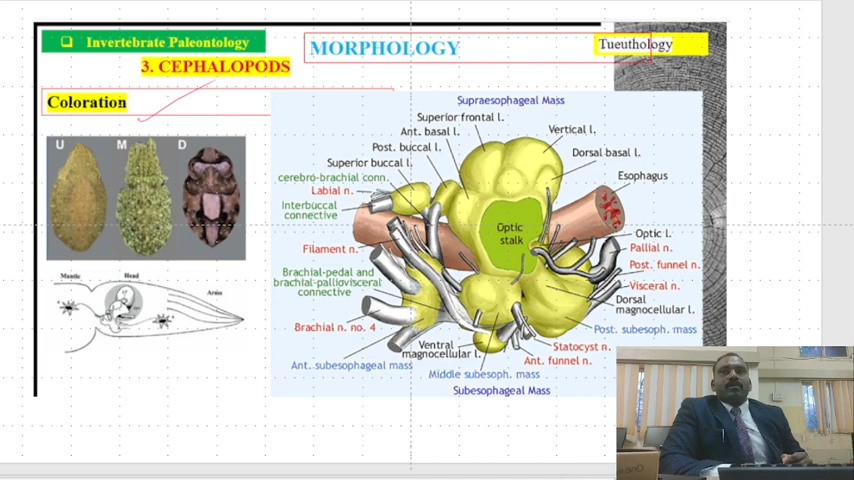 Invertebrate Paleontology
MORPHOLOGY
Tueuthology
3. CEPHALOPODS
Coloration
U M D
Mantle
Head
Arms
Supraesophageal Mass
Superior frontal l.
Ant. basal l.
Vertical l.
Post. buccal l.
Dorsal basal l.
Superior buccal l.
Esophagus
cerebro-brachial conn.
Labial n.
Interbuccal
connective
Optic
stalk
Optic l.
Filament n.
Pallial n.
Post. funnel n.
Brachial-pedal and
brachial-palliovisceral
connective
Visceral n.
Dorsal
magnocellular l.
Brachial n. no. 4
Post. subesoph. mass
Ventral
magnocellular l.
Statocyst n.
Ant. funnel n.
Ant. subesophageal mass
Middle subesoph. mass
Subesophageal Mass